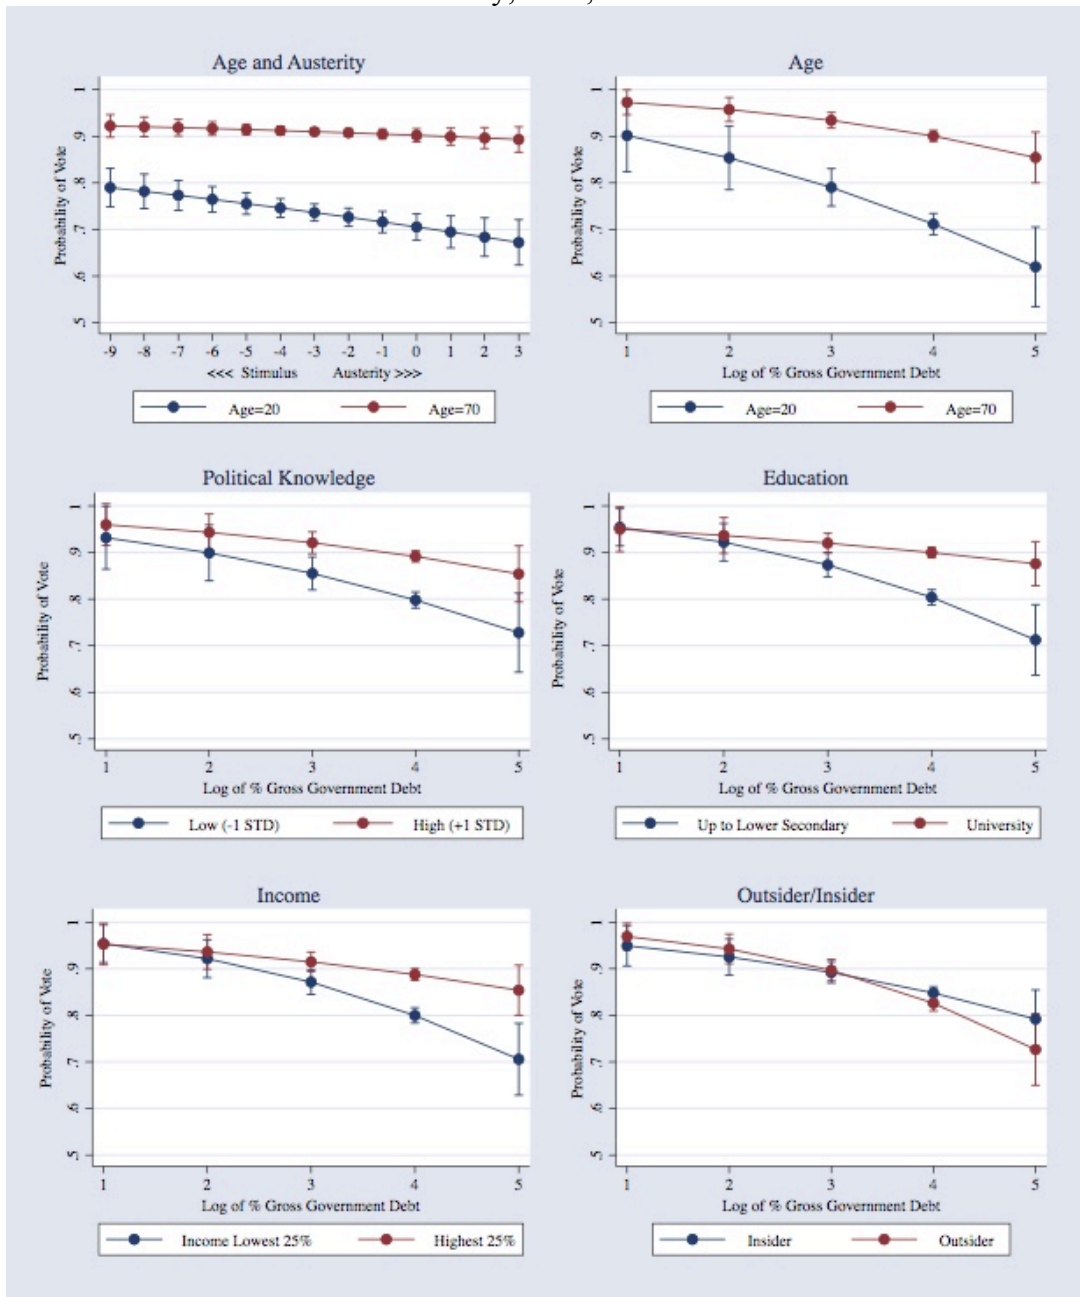 Age and Austerity
Probability of Vote
1
.9
.8
.7
.6
.5
-9 -8 -7 -6 -5 -4 -3 -2 -1 0 1 2 3
<<< Stimulus Austerity >>>
Age=20 Age=70
Age
Probability of Vote
1
.9
.8
.7
.6
.5
1 2 3 4 5
Log of % Gross Government Debt
Age=20 Age=70
Political Knowledge
Probability of Vote
1
.9
.8
.7
.6
.5
1 2 3 4 5
Log of % Gross Government Debt
Low (-1 STD) High (+1 STD)
Education
Probability of Vote
1
.9
.8
.7
.6
.5
1 2 3 4 5
Log of % Gross Government Debt
Up to Lower Secondary University
Income
Probability of Vote
1
.9
.8
.7
.6
.5
1 2 3 4 5
Log of % Gross Government Debt
Income Lowest 25% Highest 25%
Outsider/Insider
Probability of Vote
1
.9
.8
.7
.6
.5
1 2 3 4 5
Log of % Gross Government Debt
Insider Outsider